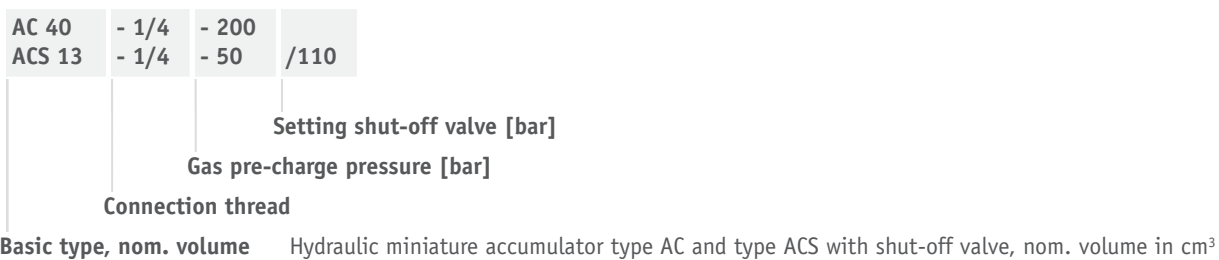 AC 40 - 1/4 - 200
ACS 13 - 1/4 - 50 /110
Setting shut-off valve [bar]
Gas pre-charge pressure [bar]
Connection thread
Basic type, nom. volume Hydraulic miniature accumulator type AC and type ACS with shut-off valve, nom. volume in cm³